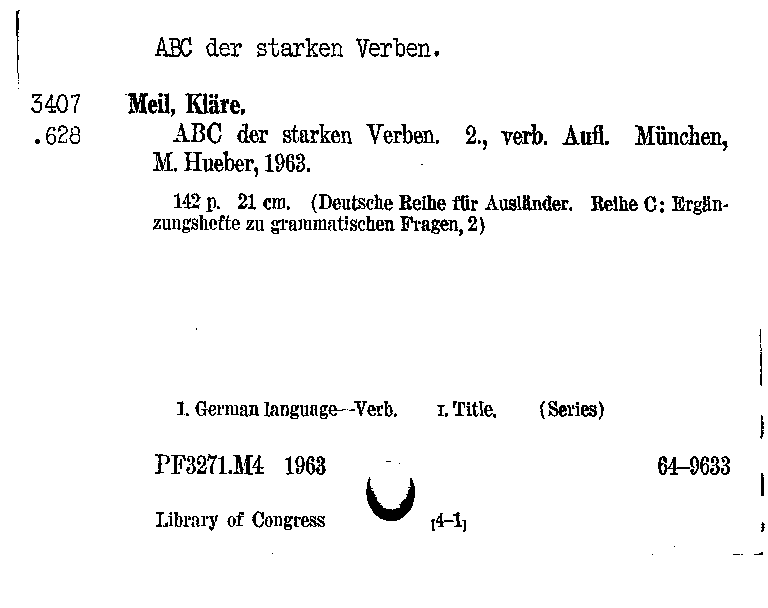 ABC der starken Verben.
3407 Meil, Kläre.
.628 ABC der starken Verben. 2., verb. Aufl. München,
M. Hueber, 1963.
142 p. 21 cm. (Deutsche Reihe für Ausländer. Reihe C: Ergän-
zungshefte zu grammatischen Fragen, 2)
1. German language—Verb. I. Title. (Series)
PF3271.M4 1963 64–9633
Library of Congress [4–1]